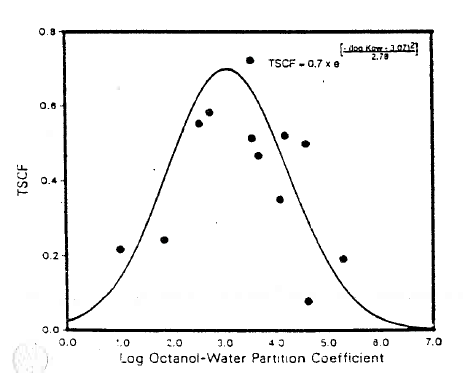 0.8
[-(log Kow - 3.07)²]
2.78
TSCF = 0.7 x e
0.6
TSCF
0.4
0.2
0.0
0.0 1.0 2.0 3.0 4.0 5.0 6.0 7.0
Log Octanol-Water Partition Coefficient